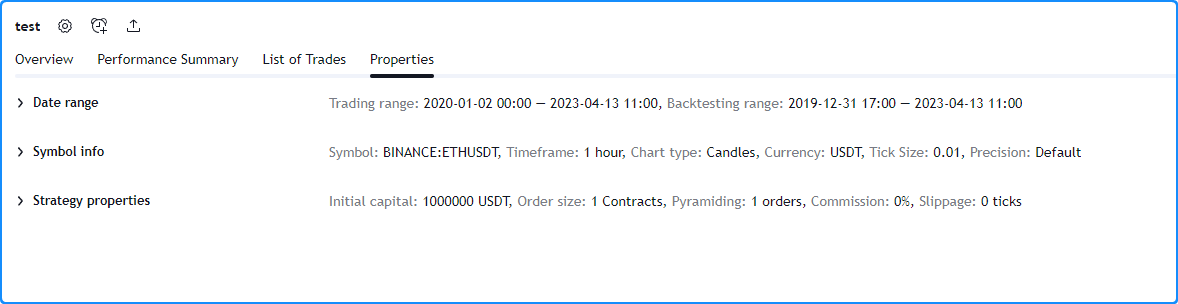 test
Overview Performance Summary List of Trades Properties
Date range Trading range: 2020-01-02 00:00 — 2023-04-13 11:00, Backtesting range: 2019-12-31 17:00 — 2023-04-13 11:00
Symbol info Symbol: BINANCE:ETHUSDT, Timeframe: 1 hour, Chart type: Candles, Currency: USDT, Tick Size: 0.01, Precision: Default
Strategy properties Initial capital: 1000000 USDT, Order size: 1 Contracts, Pyramiding: 1 orders, Commission: 0%, Slippage: 0 ticks